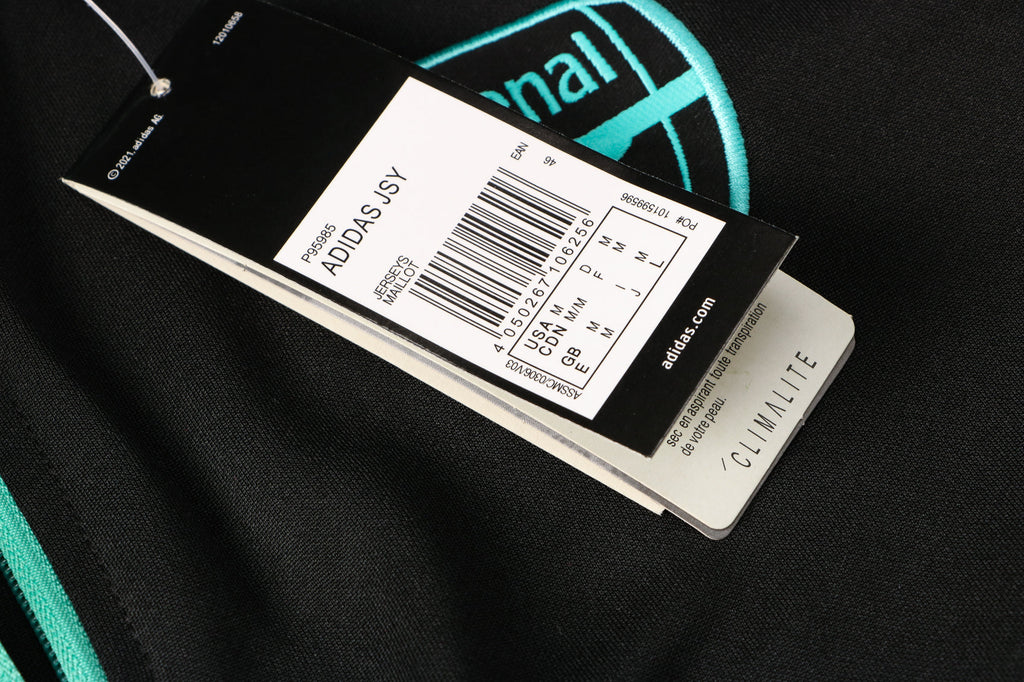 12010658
© 2021. adidas AG.
enal
P95985
ADIDAS JSY
JERSEYS
MAILLOT
EAN
46
4 050267 106256
PO# 101599596
USA M D M
CDN M/M F M
GB M J M
E M I L
ASSMC/0306/V03
adidas.com
sec en aspirant toute transpiration
de votre peau.
CLIMALITE